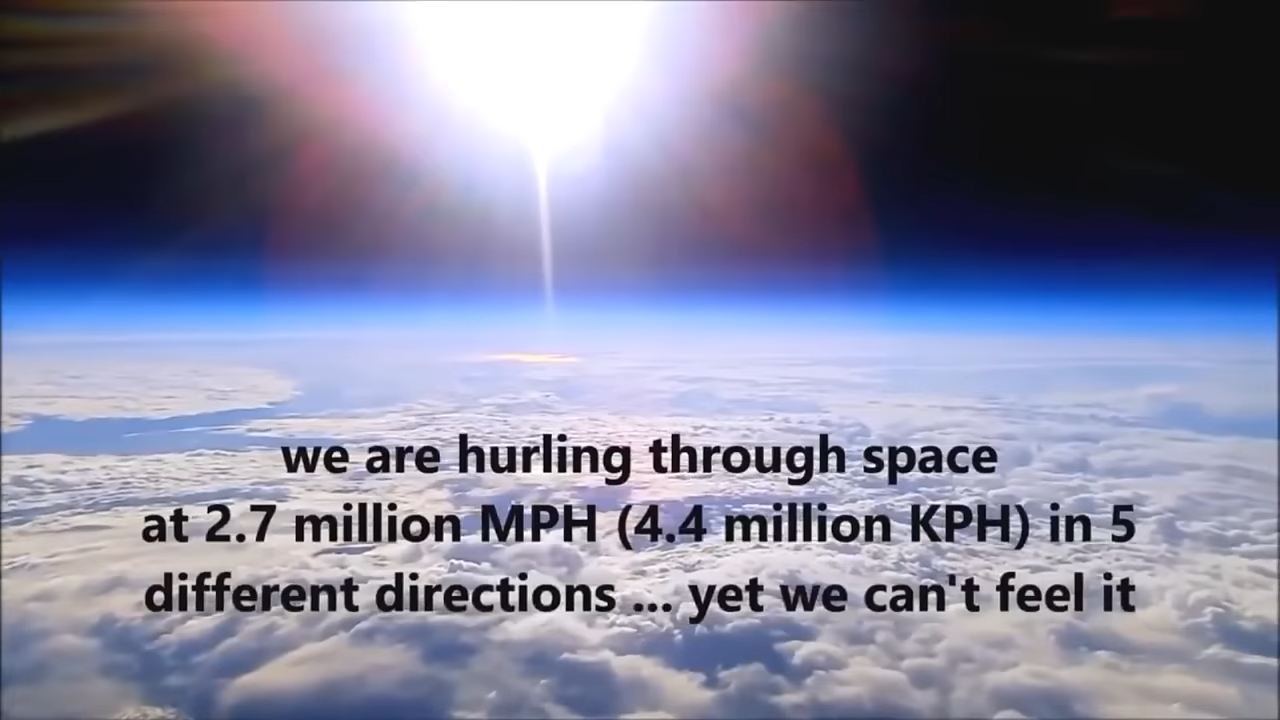 we are hurling through space
at 2.7 million MPH (4.4 million KPH) in 5
different directions ... yet we can't feel it